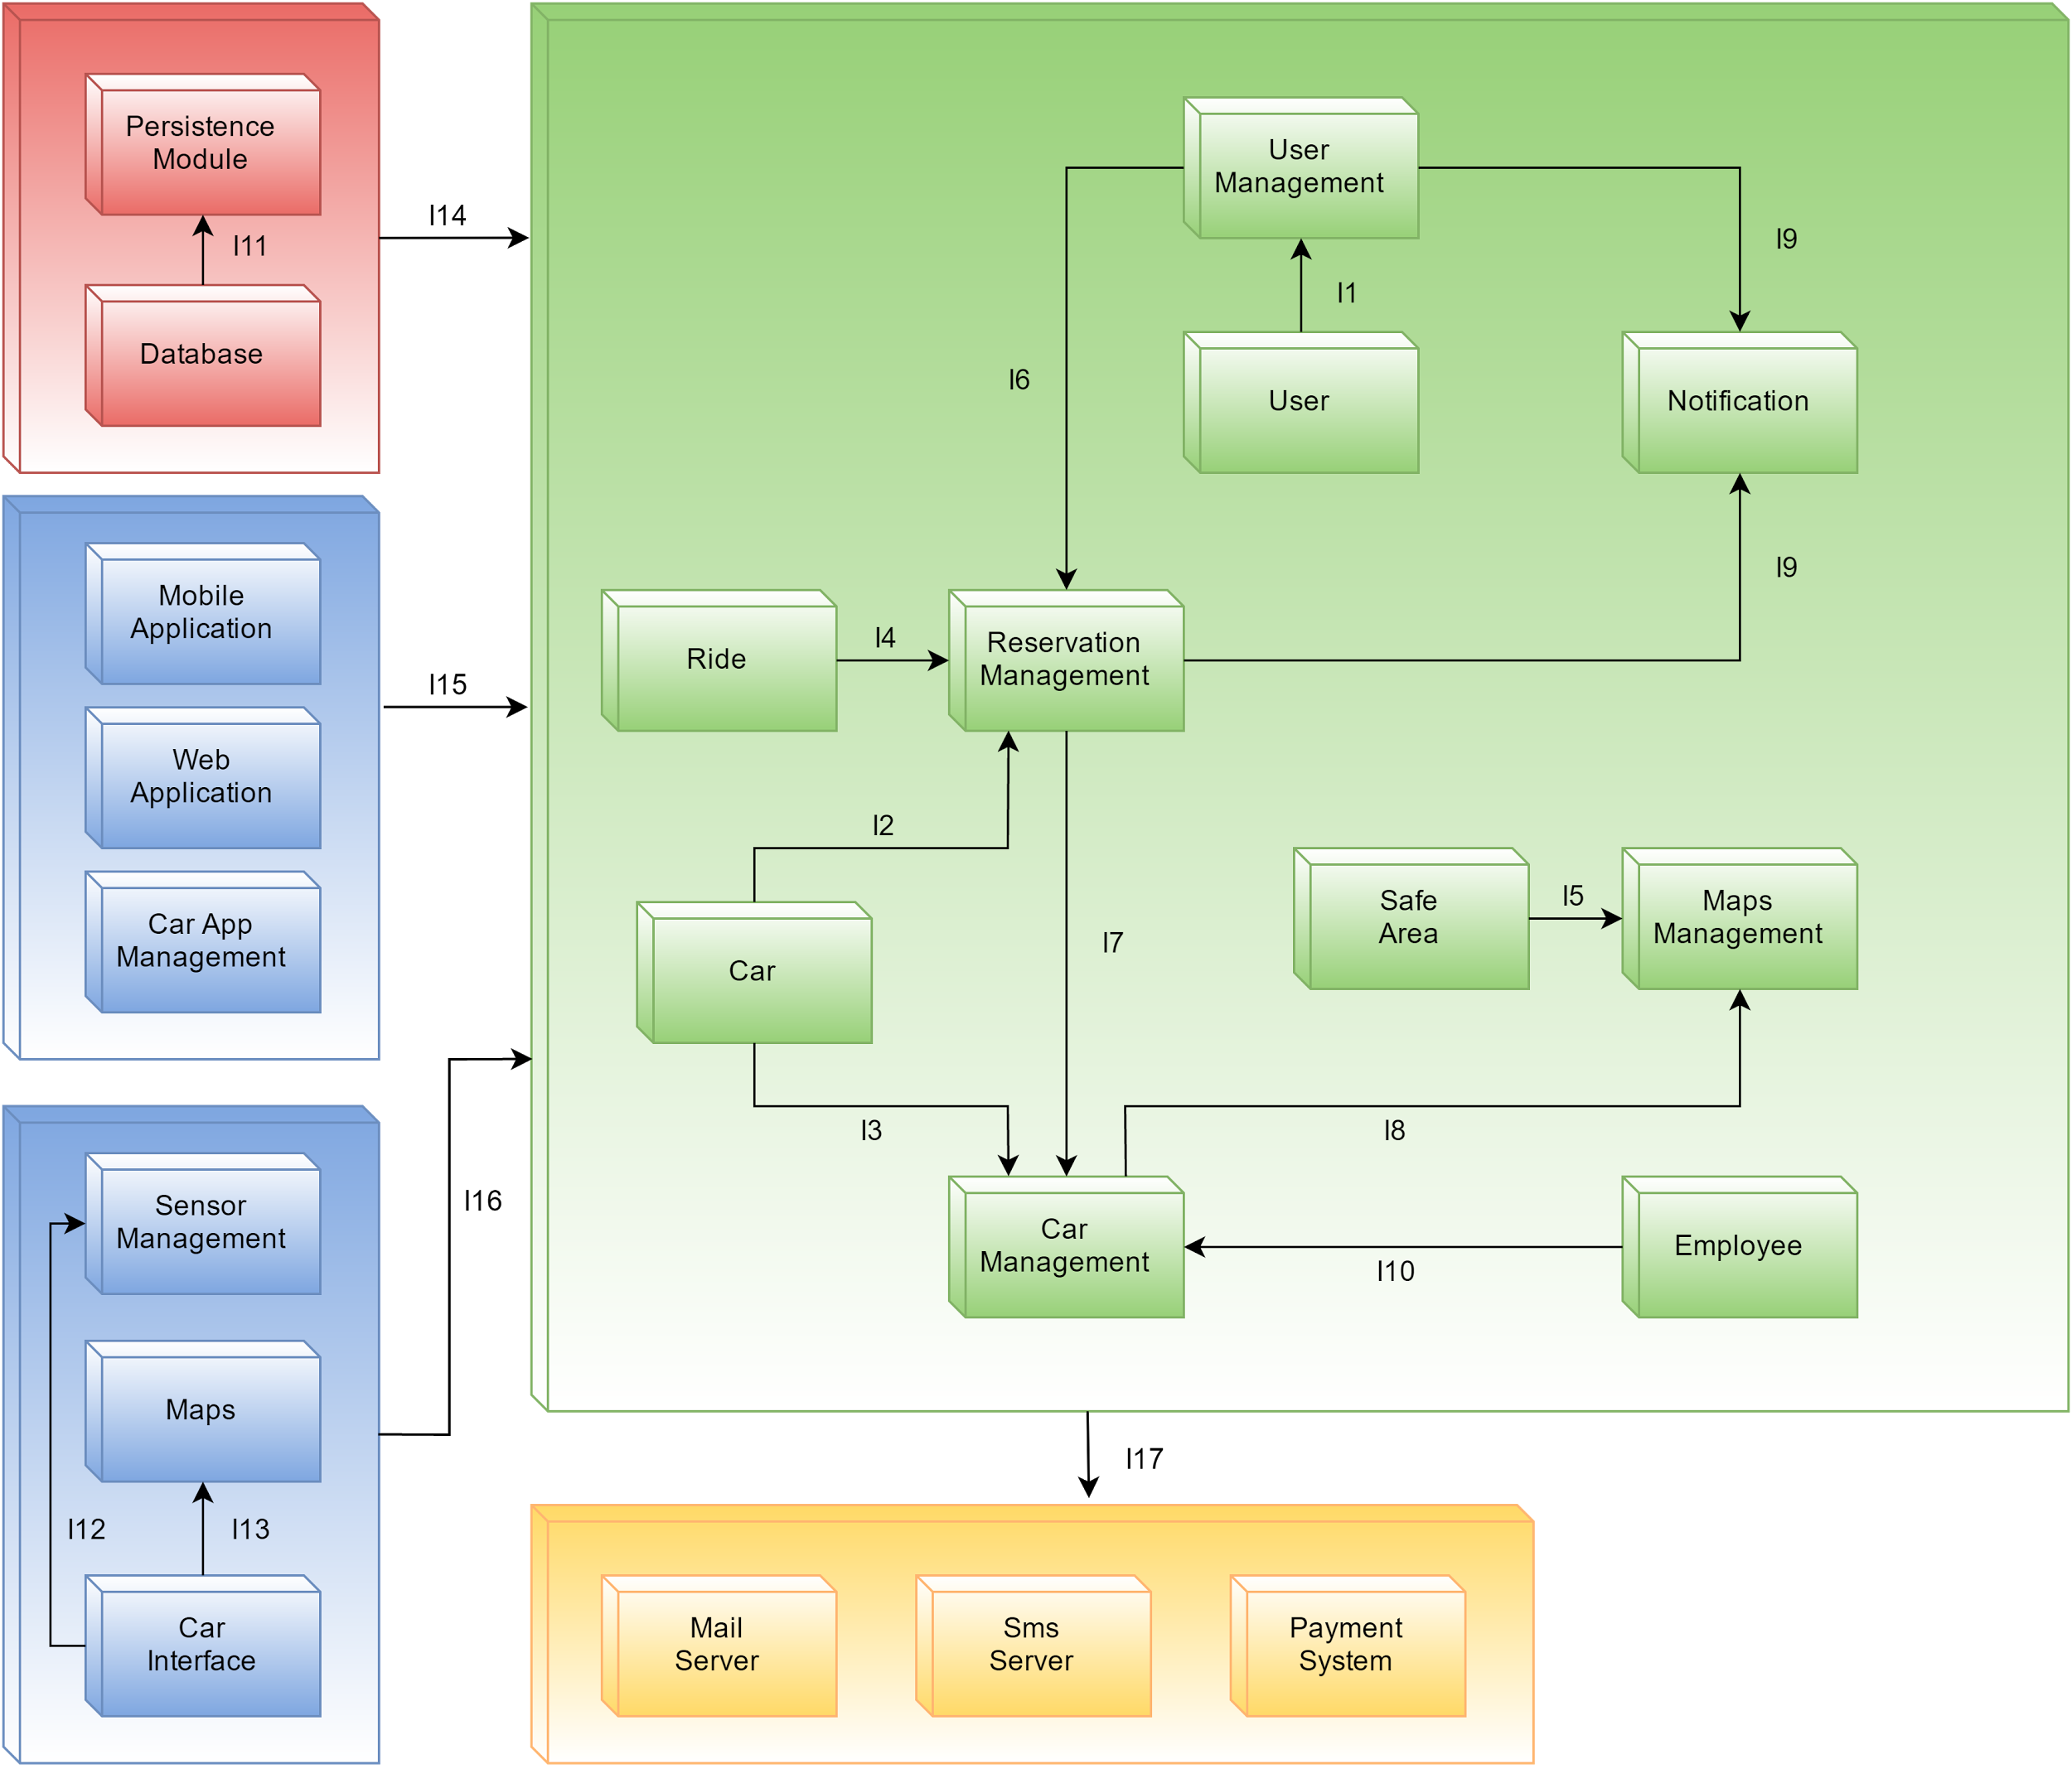 Persistence
Module
I11
Database
I14
Mobile
Application
Web
Application
Car App
Management
I15
Sensor
Management
Maps
I12
I13
Car
Interface
I16
User
Management
I9
I1
User
Notification
I6
I9
Ride
I4
Reservation
Management
I2
Car
I7
Safe
Area
I5
Maps
Management
I3
I8
Car
Management
I10
Employee
I17
Mail
Server
Sms
Server
Payment
System